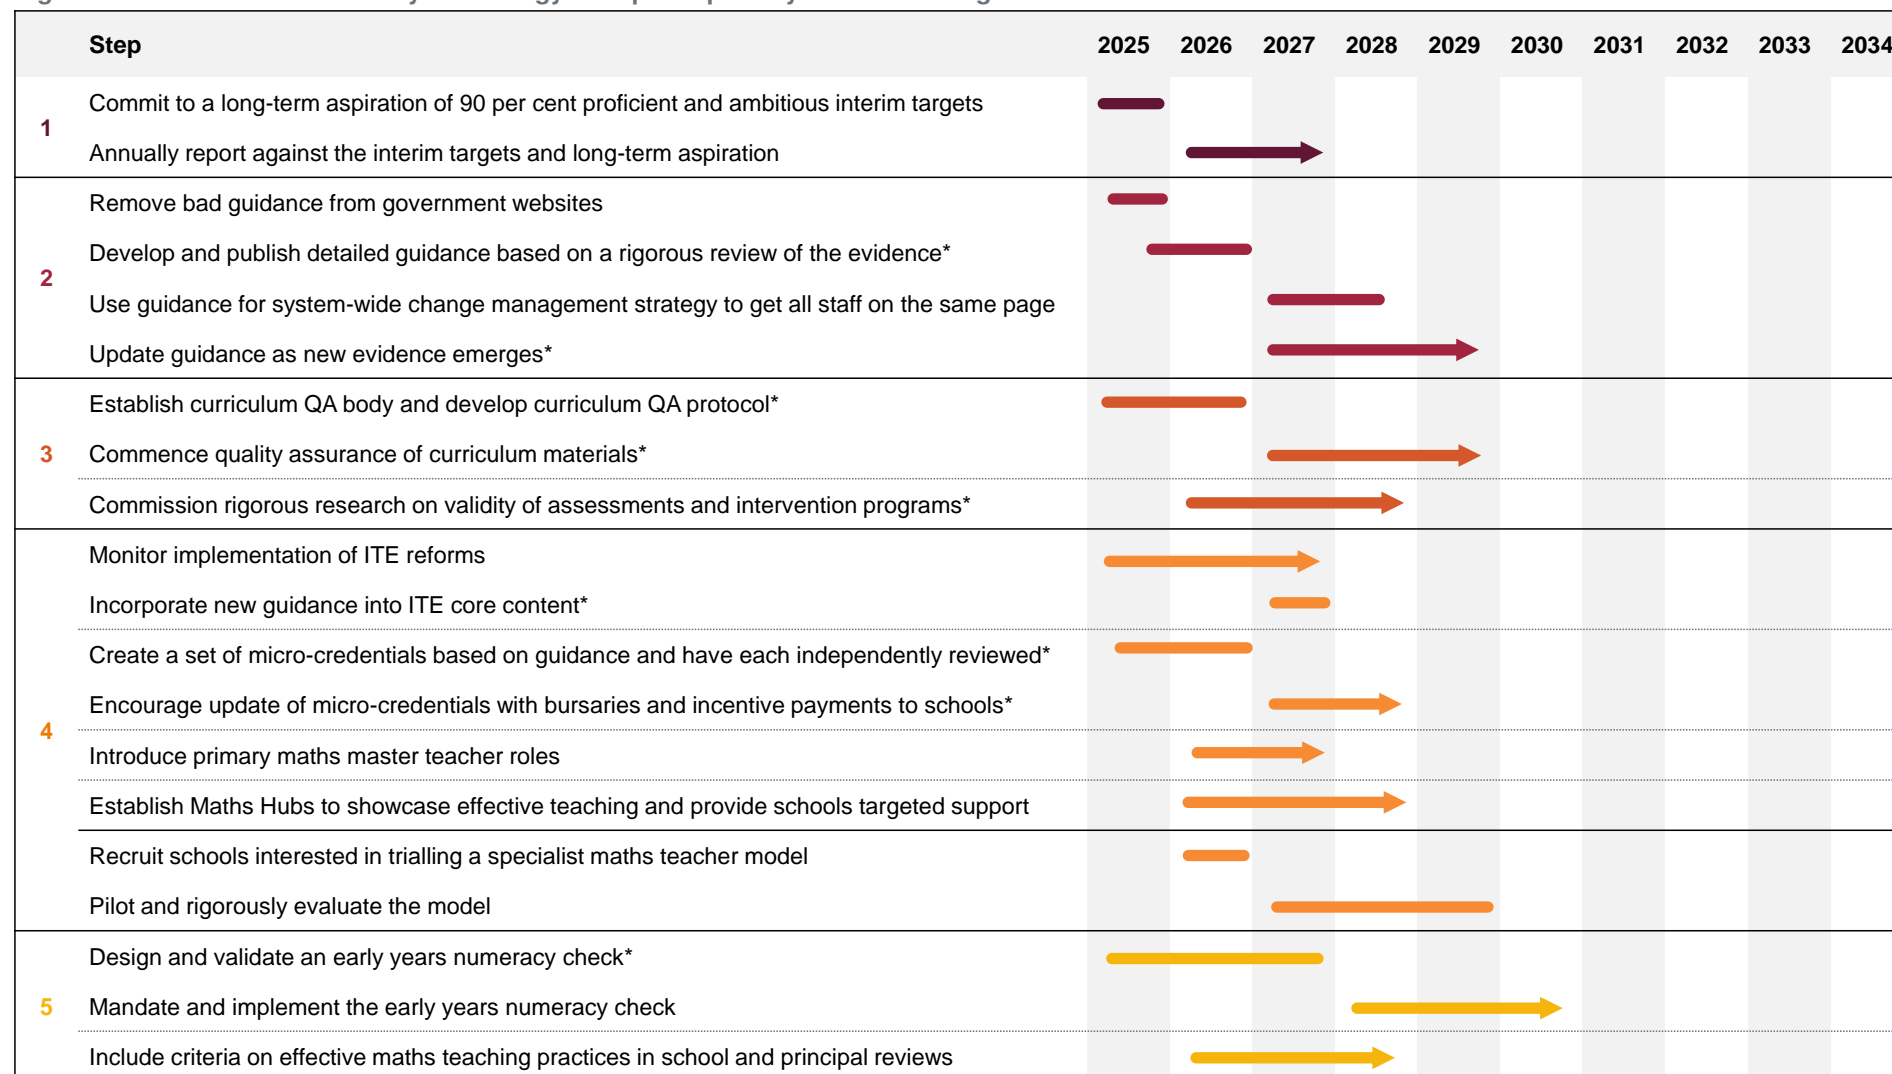 Step 2025 2026 2027 2028 2029 2030 2031 2032 2033 2034
1
Commit to a long-term aspiration of 90 per cent proficient and ambitious interim targets
Annually report against the interim targets and long-term aspiration
2
Remove bad guidance from government websites
Develop and publish detailed guidance based on a rigorous review of the evidence*
Use guidance for system-wide change management strategy to get all staff on the same page
Update guidance as new evidence emerges*
3
Establish curriculum QA body and develop curriculum QA protocol*
Commence quality assurance of curriculum materials*
Commission rigorous research on validity of assessments and intervention programs*
4
Monitor implementation of ITE reforms
Incorporate new guidance into ITE core content*
Create a set of micro-credentials based on guidance and have each independently reviewed*
Encourage update of micro-credentials with bursaries and incentive payments to schools*
Introduce primary maths master teacher roles
Establish Maths Hubs to showcase effective teaching and provide schools targeted support
Recruit schools interested in trialling a specialist maths teacher model
Pilot and rigorously evaluate the model
5
Design and validate an early years numeracy check*
Mandate and implement the early years numeracy check
Include criteria on effective maths teaching practices in school and principal reviews